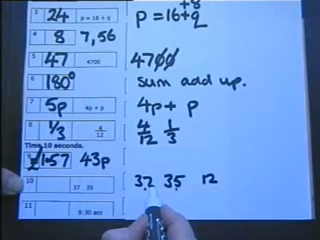 +8
3 24 p = 16 + q p = 16 + q
4 8 7,56
5 47 4700 4700
6 180° Sum add up.
7 5p 4p + p 4p + p
8 1/3 4/12 4/12 1/3
Time 10 seconds.
9 £1.57 43p
10 37 35 37 35 12
11 9:30 am